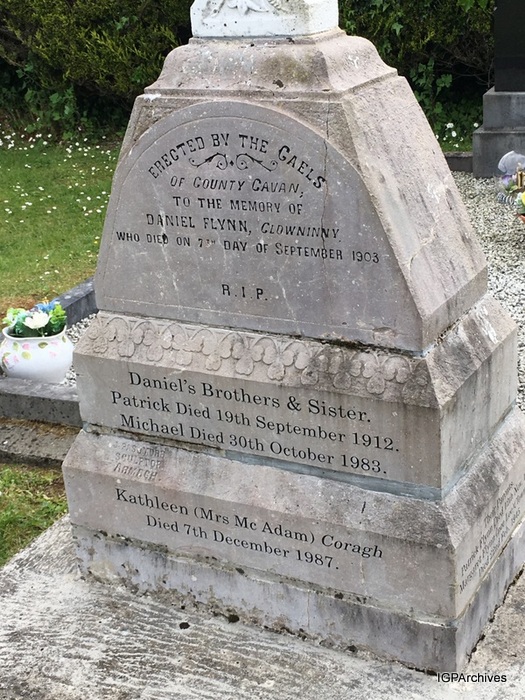 ERECTED BY THE GAELS
OF COUNTY CAVAN,
TO THE MEMORY OF
DANIEL FLYNN, CLOWNINNY.
WHO DIED ON 7TH DAY OF SEPTEMBER 1903
R.I.P.
Daniel's Brothers & Sister.
Patrick Died 19th September 1912.
Michael Died 30th October 1983.
SCULPTOR
ARMAGH
Kathleen (Mrs Mc Adam) Coragh
Died 7th December 1987.
IGPArchives